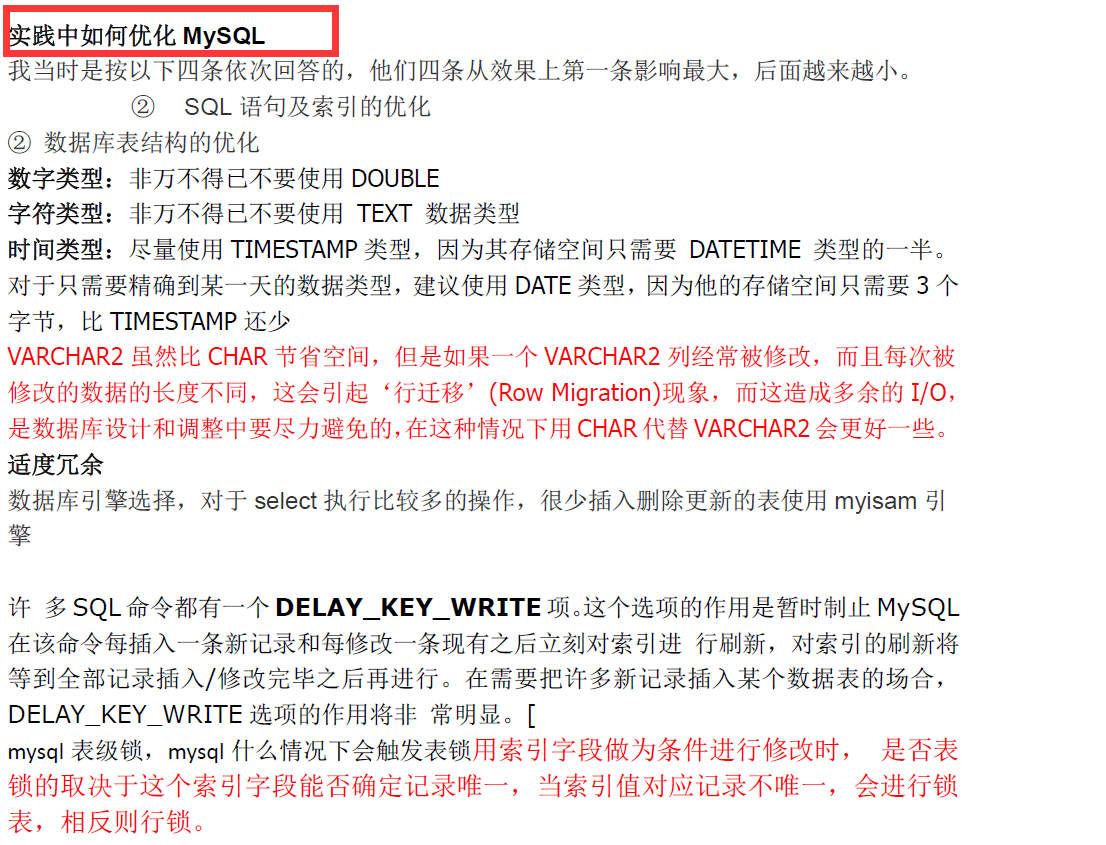 实践中如何优化 MySQL
我当时是按以下四条依次回答的，他们四条从效果上第一条影响最大，后面越来越小。
② SQL 语句及索引的优化
② 数据库表结构的优化
数字类型：非万不得已不要使用 DOUBLE
字符类型：非万不得已不要使用 TEXT 数据类型
时间类型：尽量使用 TIMESTAMP 类型，因为其存储空间只需要 DATETIME 类型的一半。
对于只需要精确到某一天的数据类型，建议使用 DATE 类型，因为他的存储空间只需要 3 个
字节，比 TIMESTAMP 还少
VARCHAR2 虽然比 CHAR 节省空间，但是如果一个 VARCHAR2 列经常被修改，而且每次被
修改的数据的长度不同，这会引起‘行迁移’(Row Migration)现象，而这造成多余的 I/O，
是数据库设计和调整中要尽力避免的，在这种情况下用 CHAR 代替 VARCHAR2 会更好一些。
适度冗余
数据库引擎选择，对于 select 执行比较多的操作，很少插入删除更新的表使用 myisam 引
擎
许 多 SQL 命令都有一个 DELAY_KEY_WRITE 项。这个选项的作用是暂时制止 MySQL
在该命令每插入一条新记录和每修改一条现有之后立刻对索引进 行刷新，对索引的刷新将
等到全部记录插入/修改完毕之后再进行。在需要把许多新记录插入某个数据表的场合，
DELAY_KEY_WRITE 选项的作用将非 常明显。[
mysql 表级锁，mysql 什么情况下会触发表锁用索引字段做为条件进行修改时， 是否表
锁的取决于这个索引字段能否确定记录唯一，当索引值对应记录不唯一，会进行锁
表，相反则行锁。